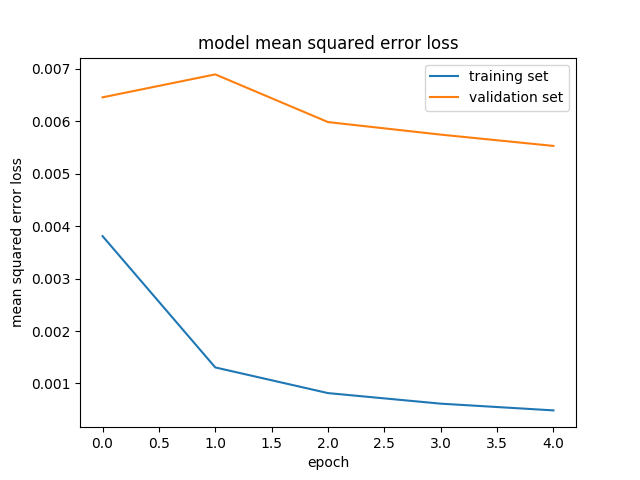 model mean squared error loss
training set
validation set
0.007
0.006
0.005
0.004
0.003
0.002
0.001
mean squared error loss
0.0 0.5 1.0 1.5 2.0 2.5 3.0 3.5 4.0
epoch